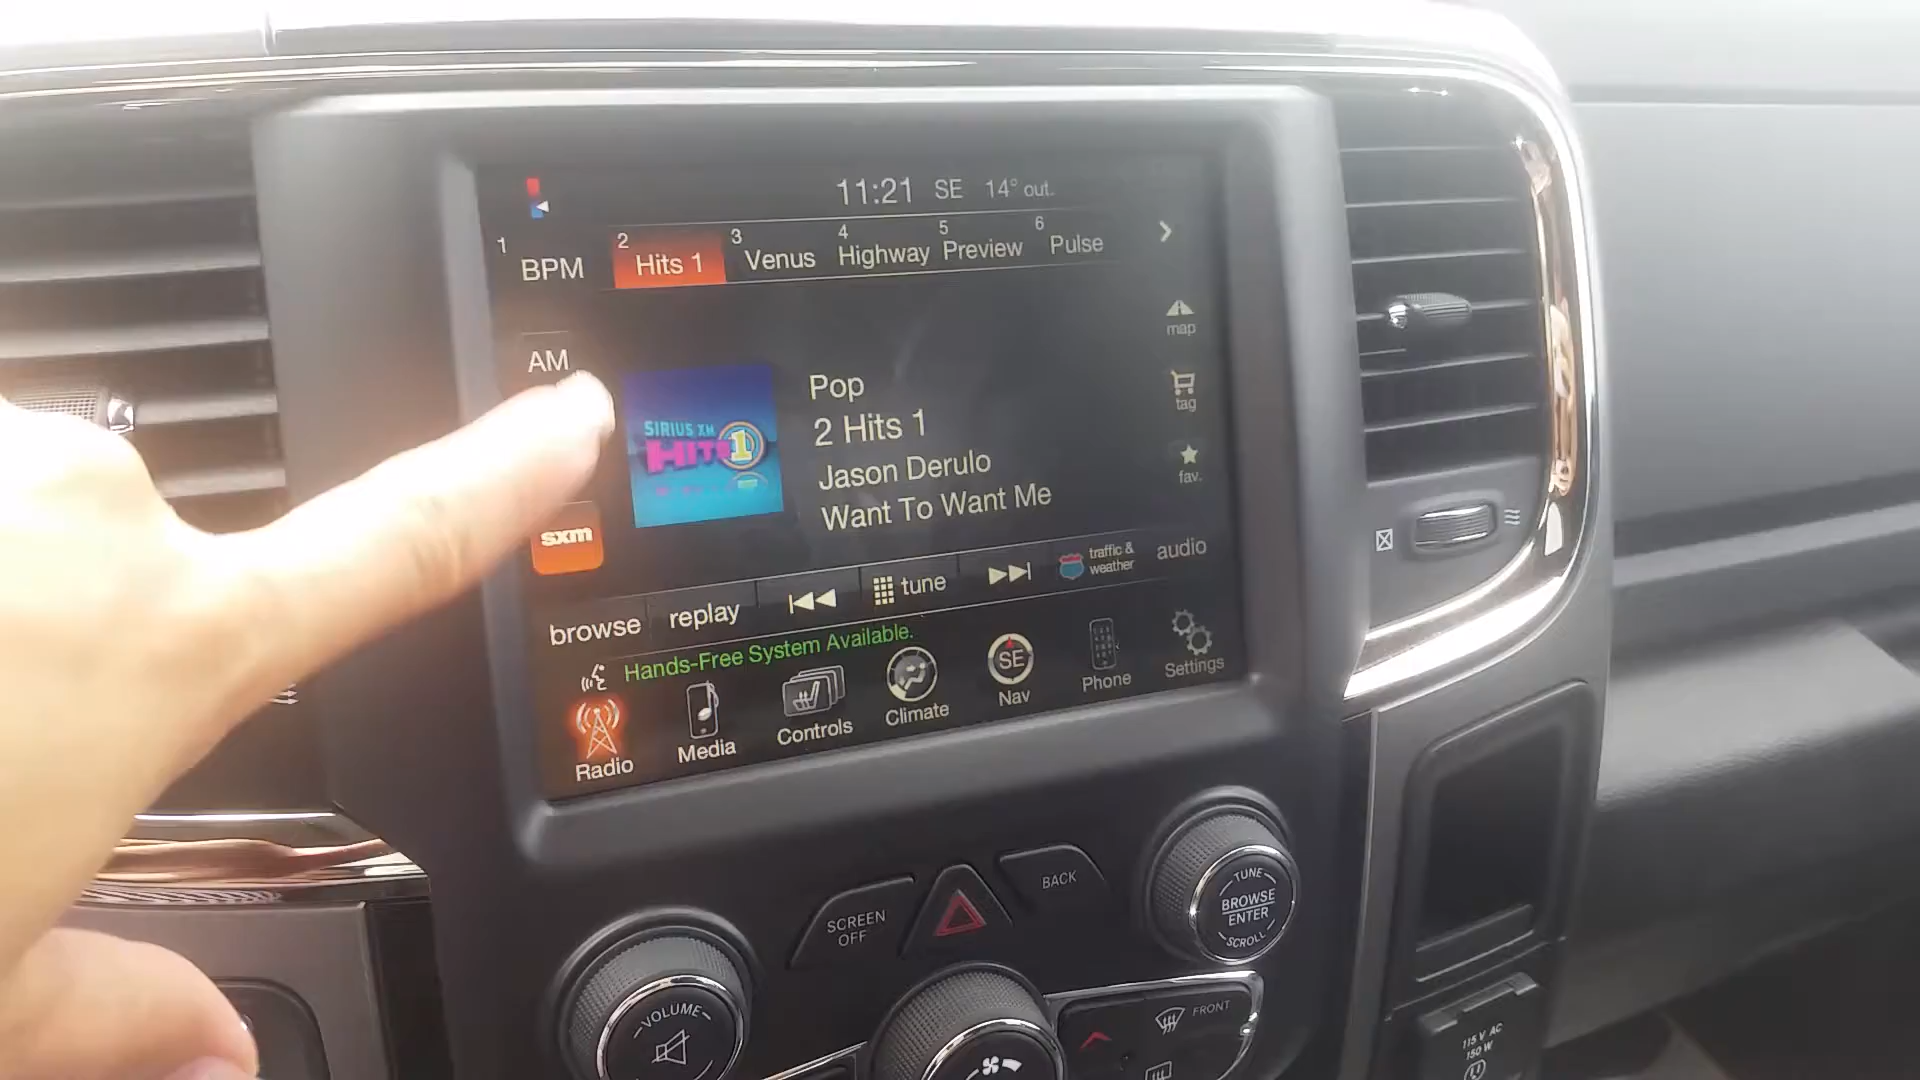 11:21 SE 14° out.
1 BPM
2 Hits 1
3 Venus
4 Highway
5 Preview
6 Pulse
AM
map
SIRIUS XM
HITS 1
Pop
2 Hits 1
Jason Derulo
Want To Want Me
tag
fav.
sxm
browse
replay
tune
traffic &
weather
audio
Hands-Free System Available.
Radio
Media
Controls
Climate
SE
Nav
Phone
Settings
SCREEN
OFF
BACK
TUNE
BROWSE
ENTER
SCROLL
VOLUME
FRONT
115 V AC
150 W